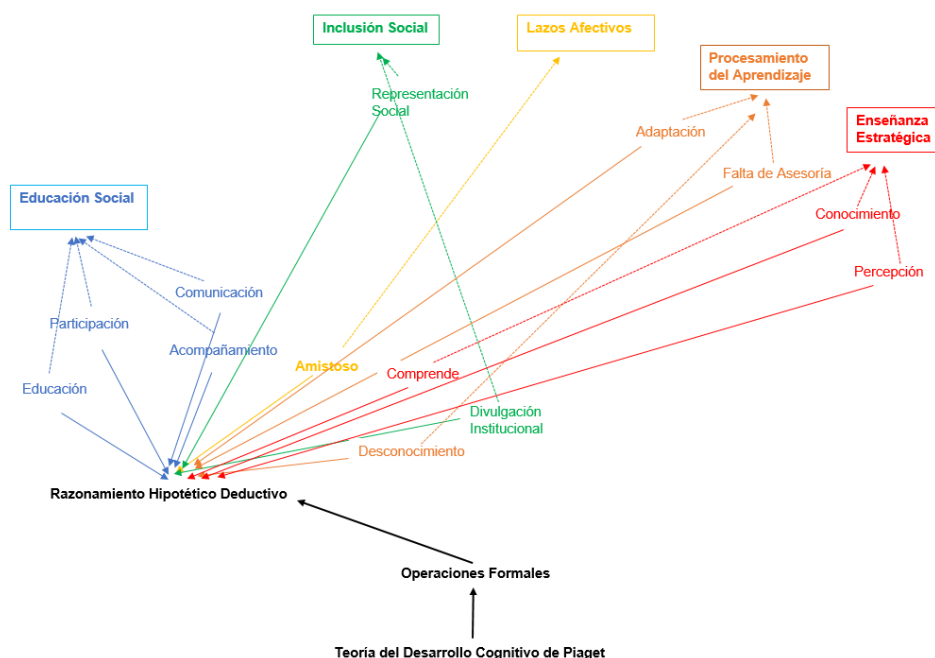 Inclusión Social
Lazos Afectivos
Procesamiento
del Aprendizaje
Representación
Social
Enseñanza
Estratégica
Adaptación
Falta de Asesoría
Educación Social
Conocimiento
Percepción
Comunicación
Participación
Acompañamiento
Amistoso
Comprende
Educación
Divulgación
Institucional
Desconocimiento
Razonamiento Hipotético Deductivo
Operaciones Formales
Teoría del Desarrollo Cognitivo de Piaget